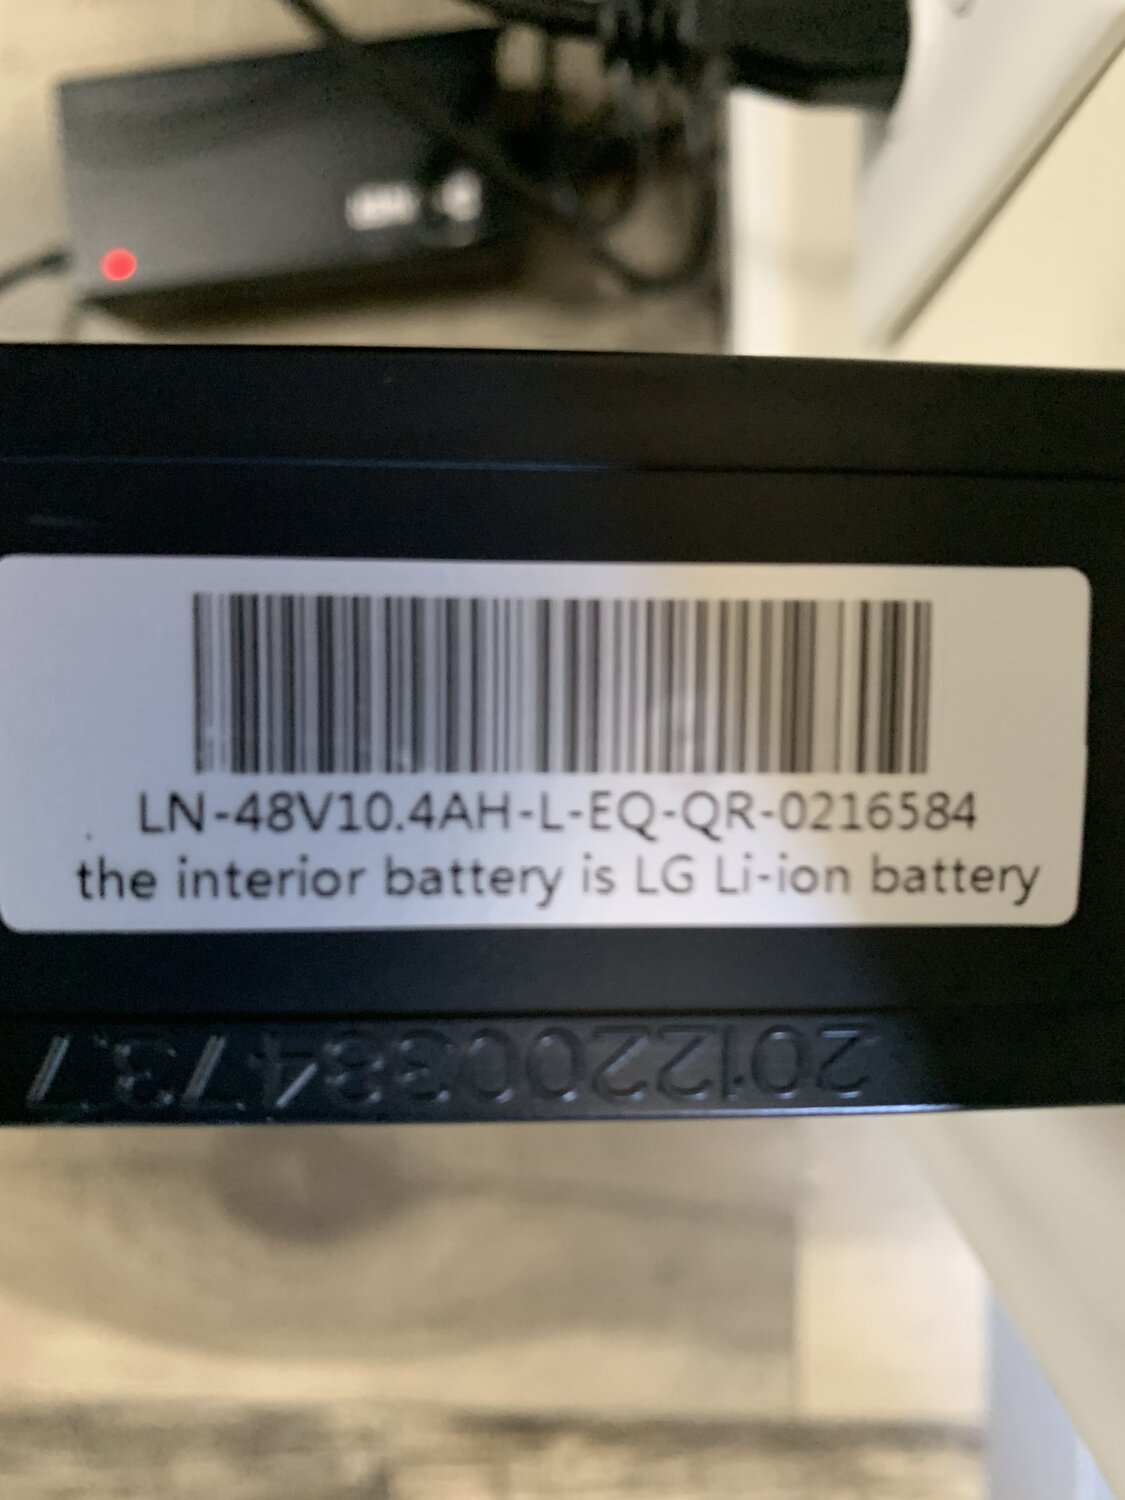 LN-48V10.4AH-L-EQ-QR-0216584
the interior battery is LG Li-ion battery